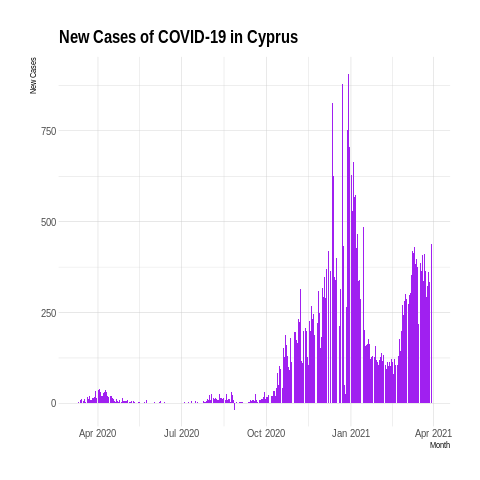 New Cases of COVID-19 in Cyprus
New Cases
750
500
250
0
Apr 2020
Jul 2020
Oct 2020
Jan 2021
Apr 2021
Month